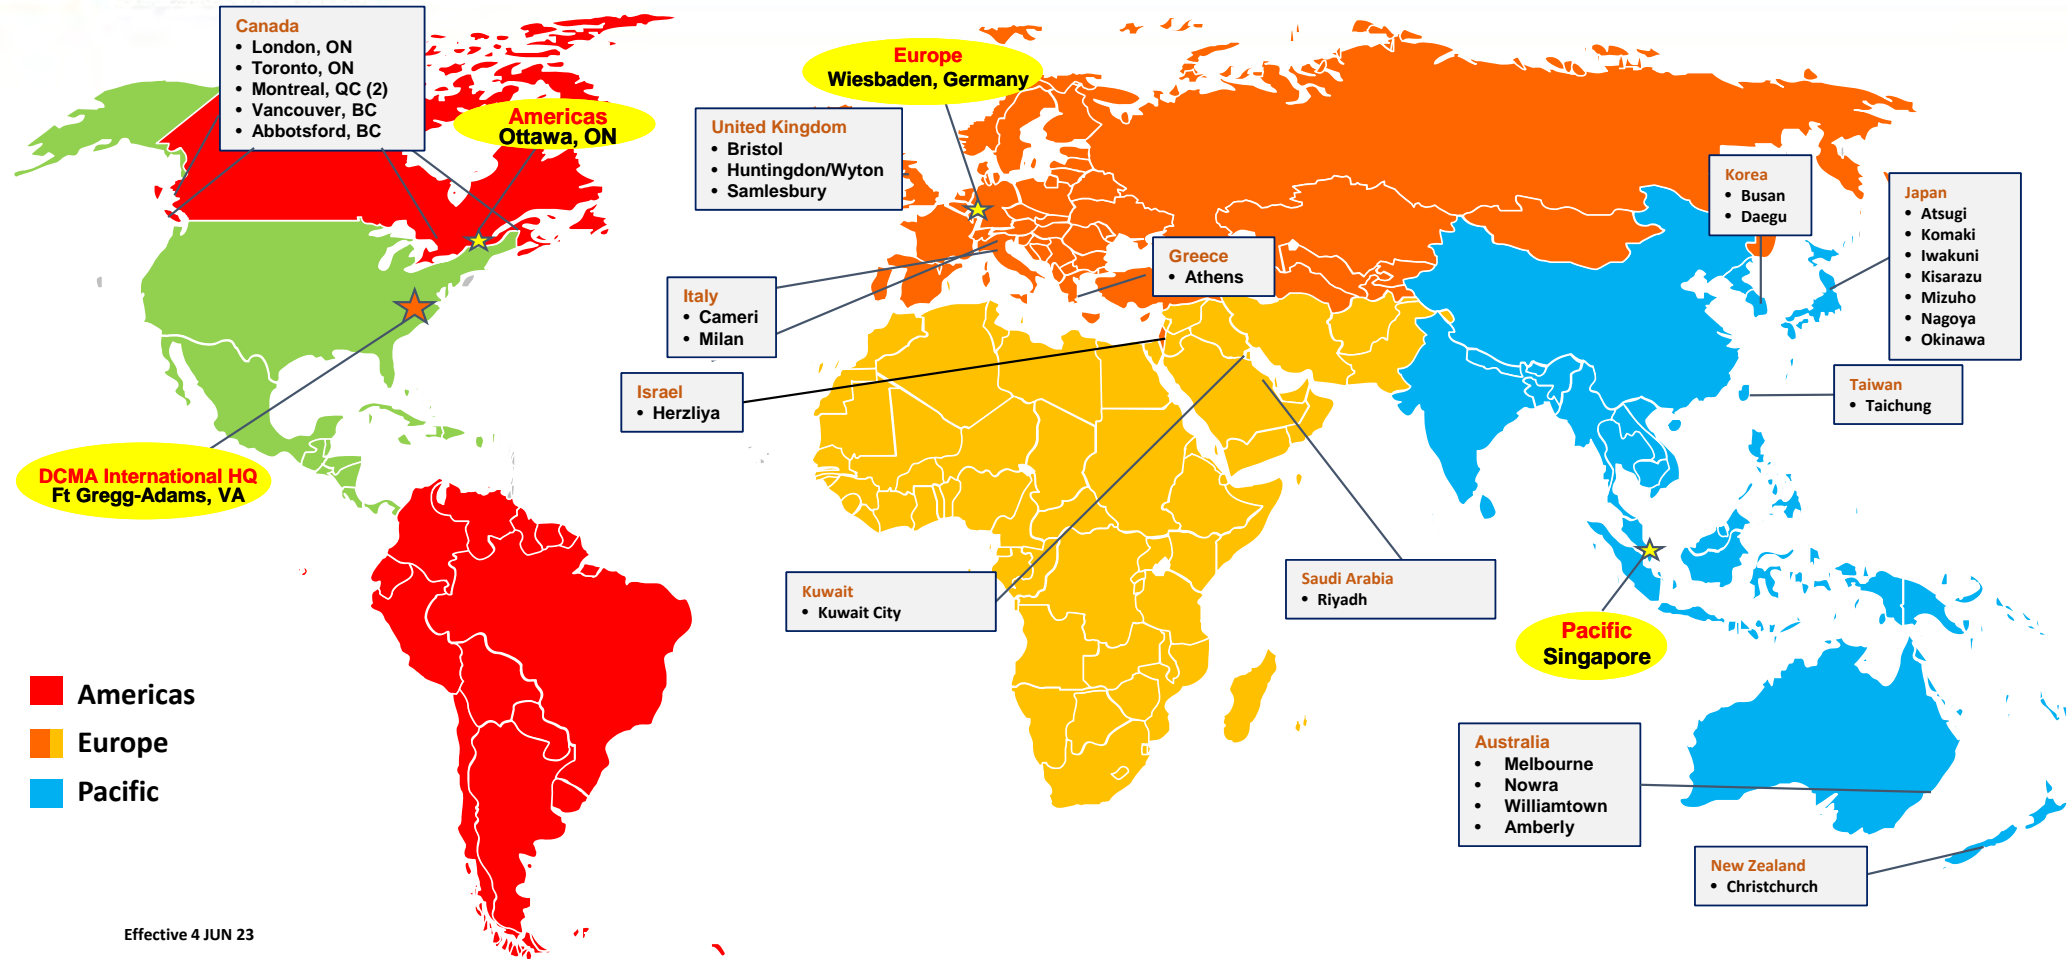 Canada
• London, ON
• Toronto, ON
• Montreal, QC (2)
• Vancouver, BC
• Abbotsford, BC
Americas
Ottawa, ON
Europe
Wiesbaden, Germany
United Kingdom
• Bristol
• Huntingdon/Wyton
• Samlesbury
Korea
• Busan
• Daegu
Japan
• Atsugi
• Komaki
• Iwakuni
• Kisarazu
• Mizuho
• Nagoya
• Okinawa
Greece
• Athens
Italy
• Cameri
• Milan
Israel
• Herzliya
Taiwan
• Taichung
DCMA International HQ
Ft Gregg-Adams, VA
Kuwait
• Kuwait City
Saudi Arabia
• Riyadh
Pacific
Singapore
Americas
Europe
Pacific
Australia
• Melbourne
• Nowra
• Williamtown
• Amberly
New Zealand
• Christchurch
Effective 4 JUN 23